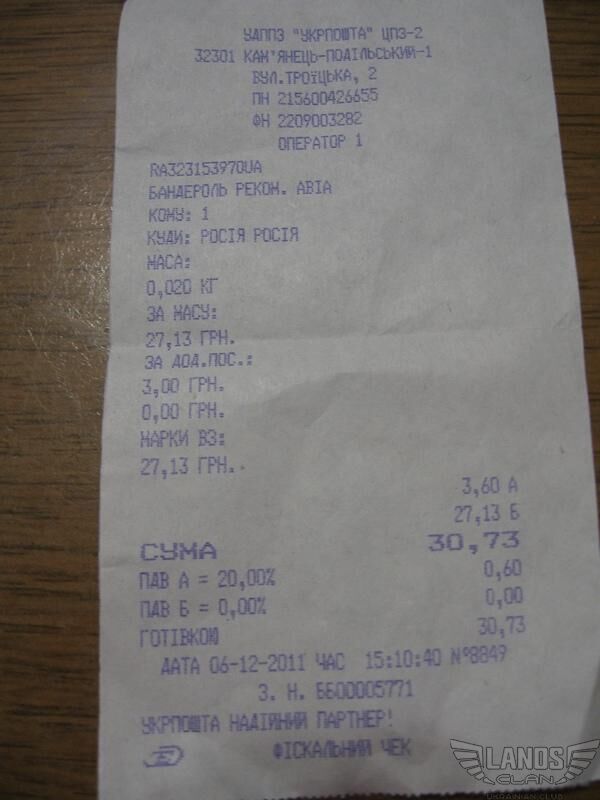 УДППЗ "УКРПОШТА" ЦПЗ-2
32301 КАМ'ЯНЕЦЬ-ПОДІЛЬСЬКИЙ-1
ВУЛ.ТРОЇЦЬКА, 2
ПН 215600426655
ФН 2209003282
ОПЕРАТОР 1
RA323153970UA
БАНДЕРОЛЬ РЕКОМ. АВІА
КОМУ: 1
КУДИ: РОСІЯ РОСІЯ
МАСА:
0,020 КГ
ЗА МАСУ:
27,13 ГРН.
ЗА ДОД.ПОС.:
3,00 ГРН.
0,00 ГРН.
МАРКИ ВЗ:
27,13 ГРН.
3,60 А
27,13 Б
СУМА 30,73
ПДВ А = 20,00% 0,60
ПДВ Б = 0,00% 0,00
ГОТІВКОЮ 30,73
ДАТА 06-12-2011 ЧАС 15:10:40 №8849
З. Н. ББ00005771
УКРПОШТА НАДІЙНИЙ ПАРТНЕР!
ФІСКАЛЬНИЙ ЧЕК
LANOS
CLAN
UKRAINIAN CLUB